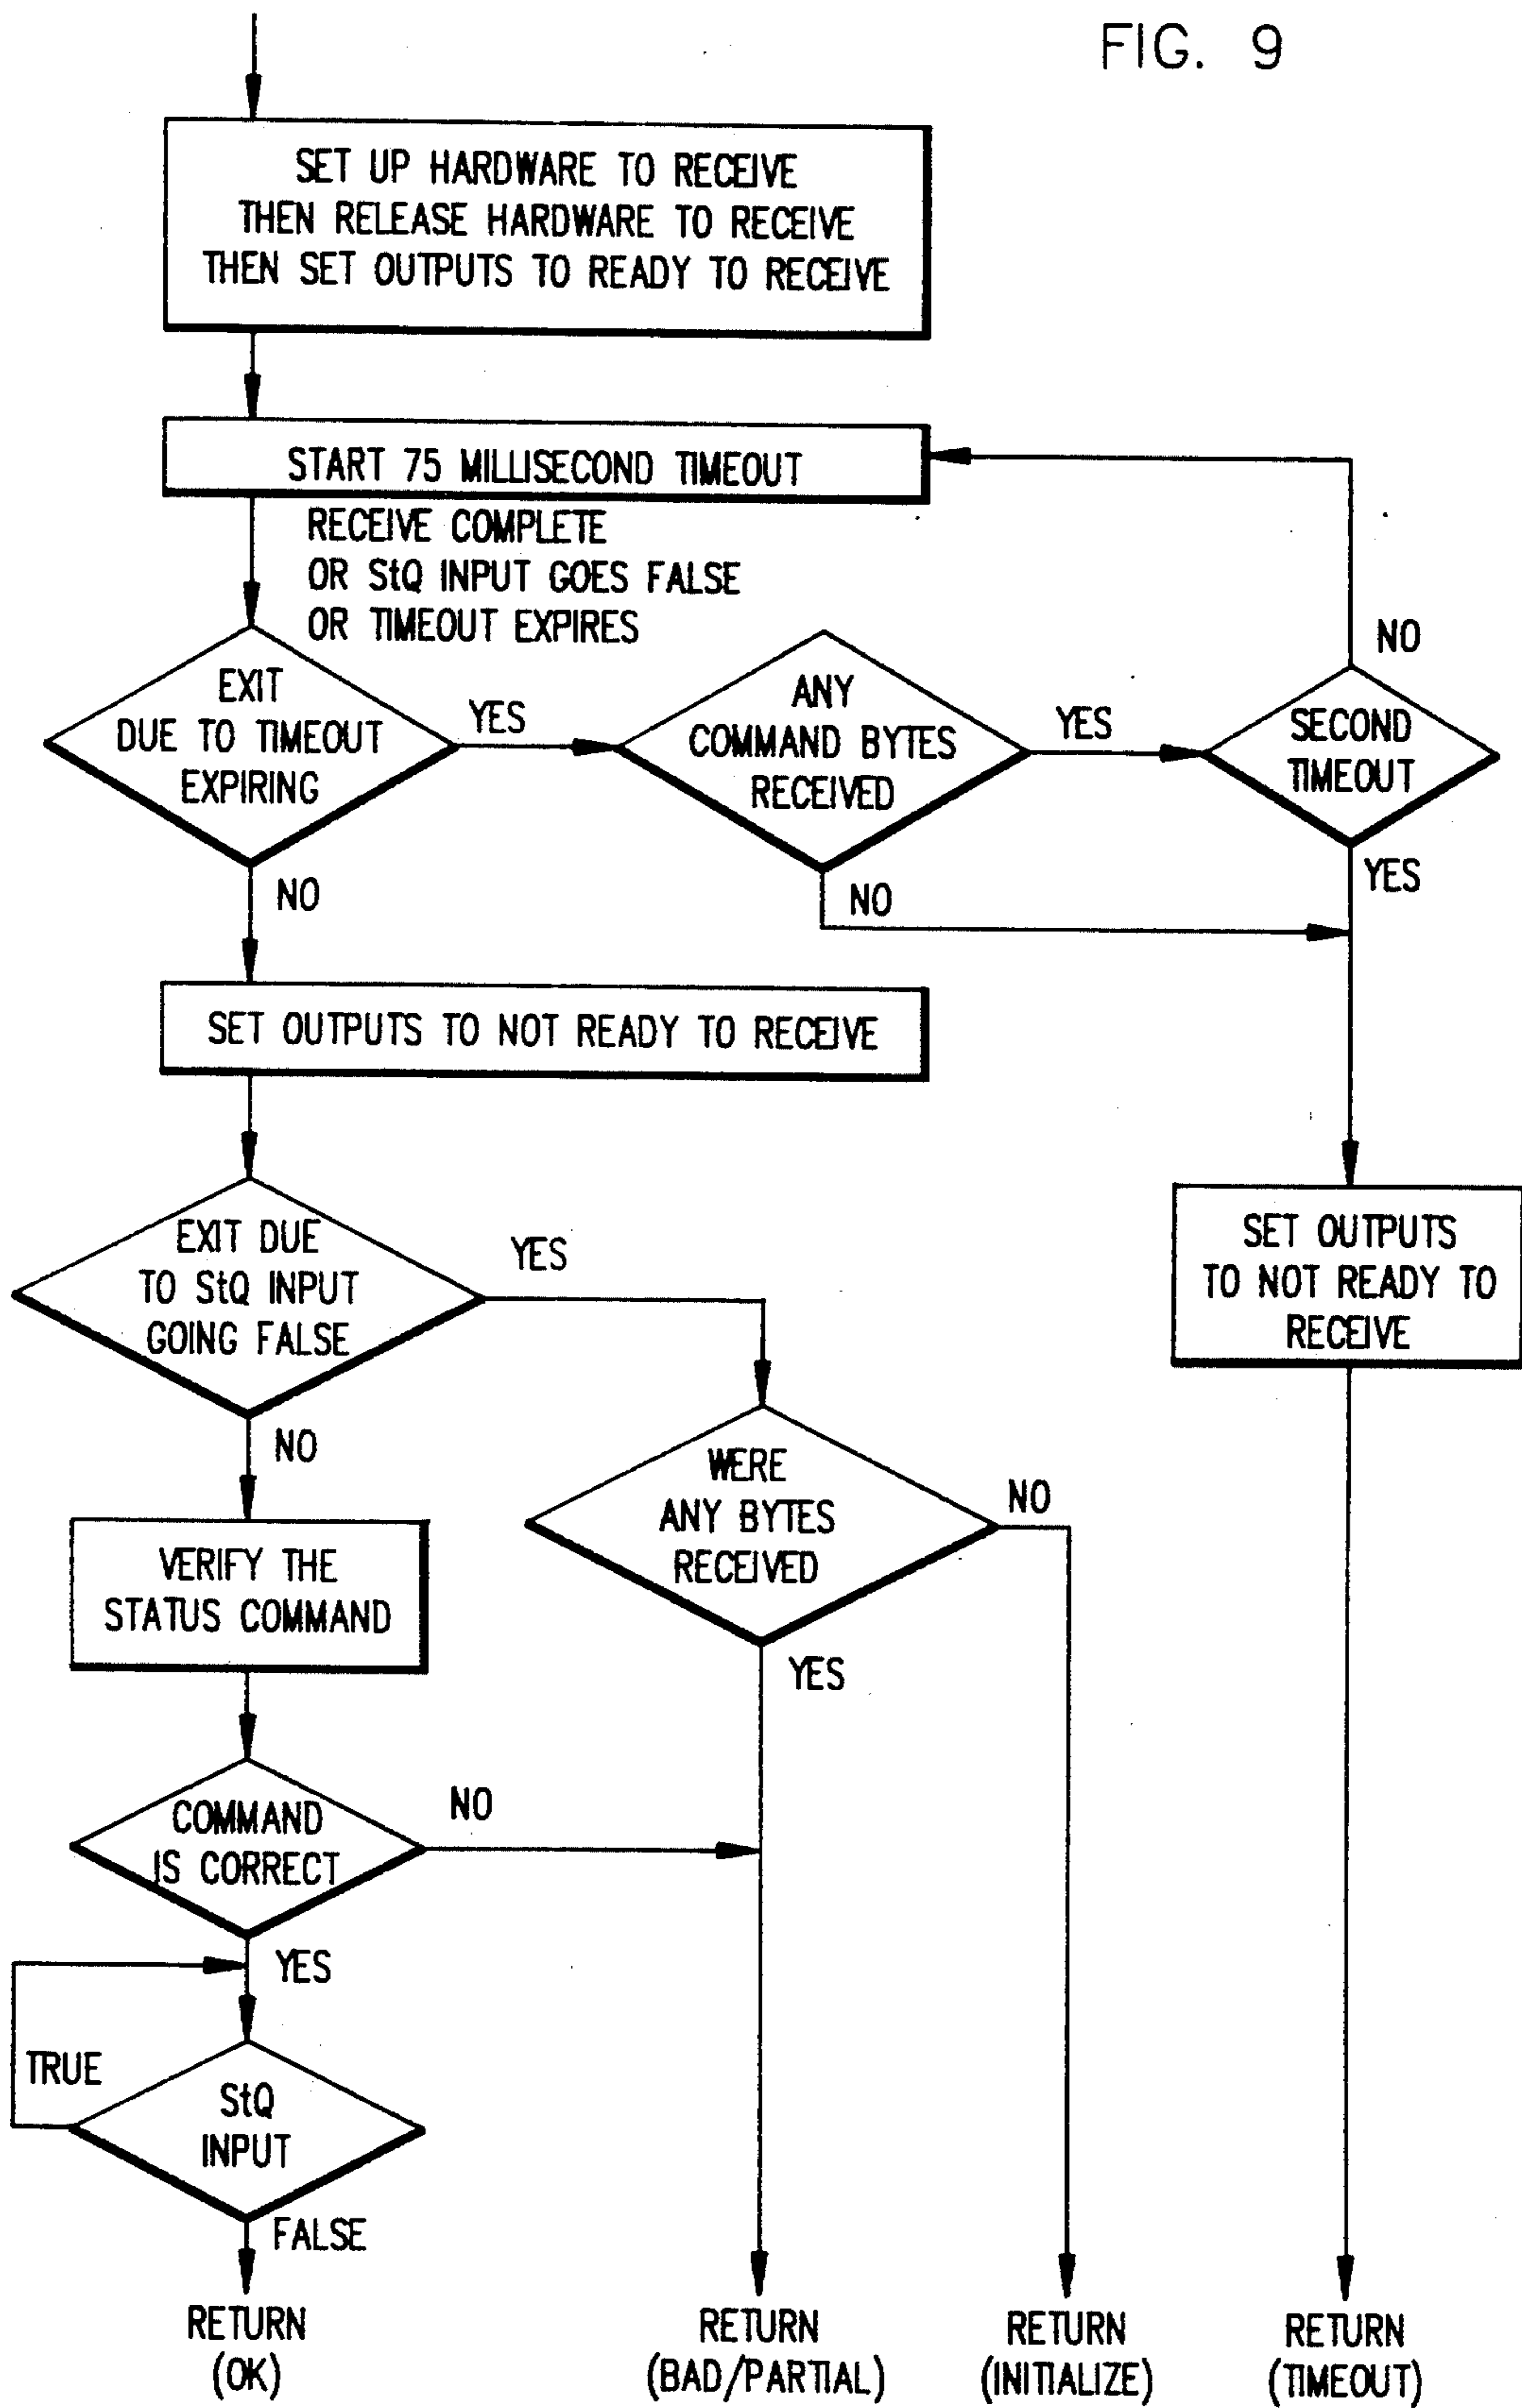 FIG. 9
SET UP HARDWARE TO RECEIVE
THEN RELEASE HARDWARE TO RECEIVE
THEN SET OUTPUTS TO READY TO RECEIVE
START 75 MILLISECOND TIMEOUT
RECEIVE COMPLETE
OR StQ INPUT GOES FALSE
OR TIMEOUT EXPIRES
EXIT
DUE TO TIMEOUT
EXPIRING
YES
ANY
COMMAND BYTES
RECEIVED
YES
SECOND
TIMEOUT
NO
YES
NO
NO
SET OUTPUTS TO NOT READY TO RECEIVE
EXIT DUE
TO StQ INPUT
GOING FALSE
YES
SET OUTPUTS
TO NOT READY TO
RECEIVE
NO
WERE
ANY BYTES
RECEIVED
NO
YES
VERIFY THE
STATUS COMMAND
COMMAND
IS CORRECT
NO
YES
TRUE
StQ
INPUT
FALSE
RETURN
(OK)
RETURN
(BAD/PARTIAL)
RETURN
(INITIALIZE)
RETURN
(TIMEOUT)